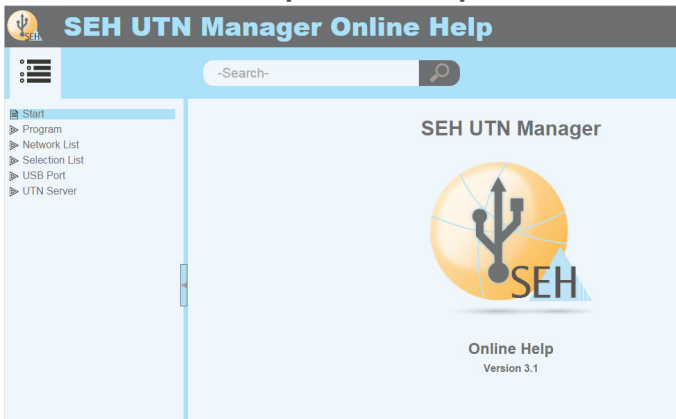 SEH UTN Manager Online Help
SEH
-Search-
Start
Program
Network List
Selection List
USB Port
UTN Server
SEH UTN Manager
SEH
Online Help
Version 3.1